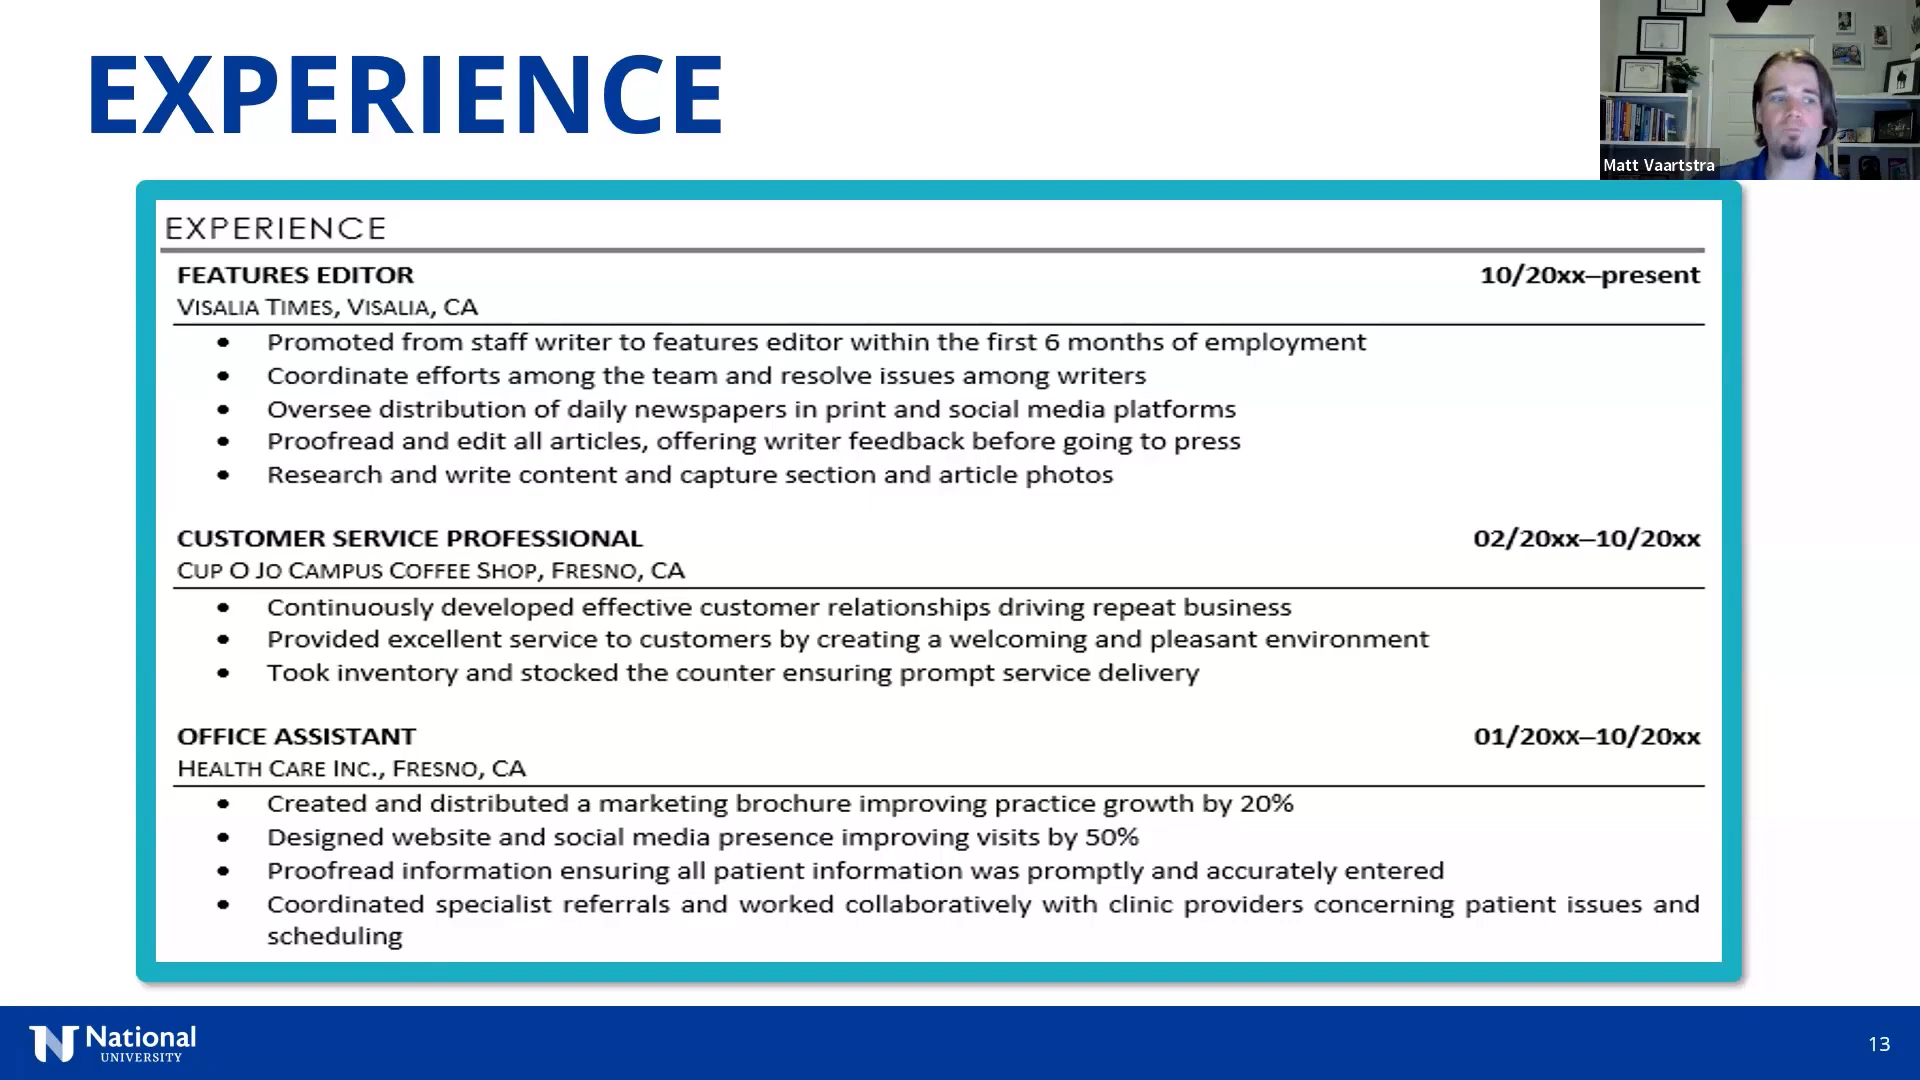 EXPERIENCE
Matt Vaartstra
EXPERIENCE
FEATURES EDITOR 10/20xx–present
VISALIA TIMES, VISALIA, CA
• Promoted from staff writer to features editor within the first 6 months of employment
• Coordinate efforts among the team and resolve issues among writers
• Oversee distribution of daily newspapers in print and social media platforms
• Proofread and edit all articles, offering writer feedback before going to press
• Research and write content and capture section and article photos
CUSTOMER SERVICE PROFESSIONAL 02/20xx–10/20xx
CUP O JO CAMPUS COFFEE SHOP, FRESNO, CA
• Continuously developed effective customer relationships driving repeat business
• Provided excellent service to customers by creating a welcoming and pleasant environment
• Took inventory and stocked the counter ensuring prompt service delivery
OFFICE ASSISTANT 01/20xx–10/20xx
HEALTH CARE INC., FRESNO, CA
• Created and distributed a marketing brochure improving practice growth by 20%
• Designed website and social media presence improving visits by 50%
• Proofread information ensuring all patient information was promptly and accurately entered
• Coordinated specialist referrals and worked collaboratively with clinic providers concerning patient issues and
scheduling
National
UNIVERSITY
13